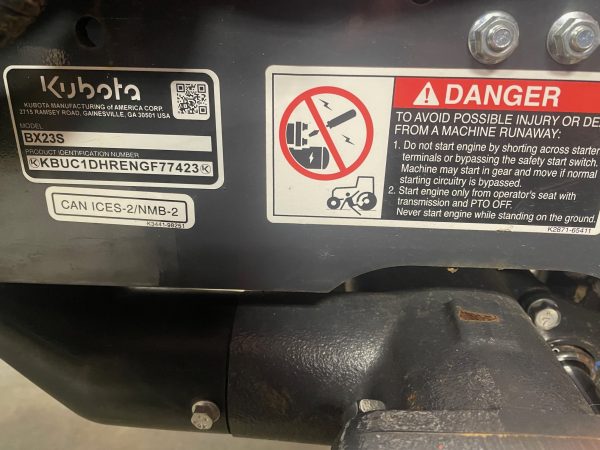 Kubota
KUBOTA MANUFACTURING of AMERICA CORP.
2715 RAMSEY ROAD, GAINESVILLE, GA 30501 USA
MODEL
BX23S
PRODUCT IDENTIFICATION NUMBER
KBUC1DHRENGF77423
CAN ICES-2/NMB-2
K3441-98291
DANGER
TO AVOID POSSIBLE INJURY OR DE
FROM A MACHINE RUNAWAY:
1. Do not start engine by shorting across starter
terminals or bypassing the safety start switch.
Machine may start in gear and move if normal
starting circuitry is bypassed.
2. Start engine only from operator's seat with
transmission and PTO OFF.
Never start engine while standing on the ground.
K2871-65411